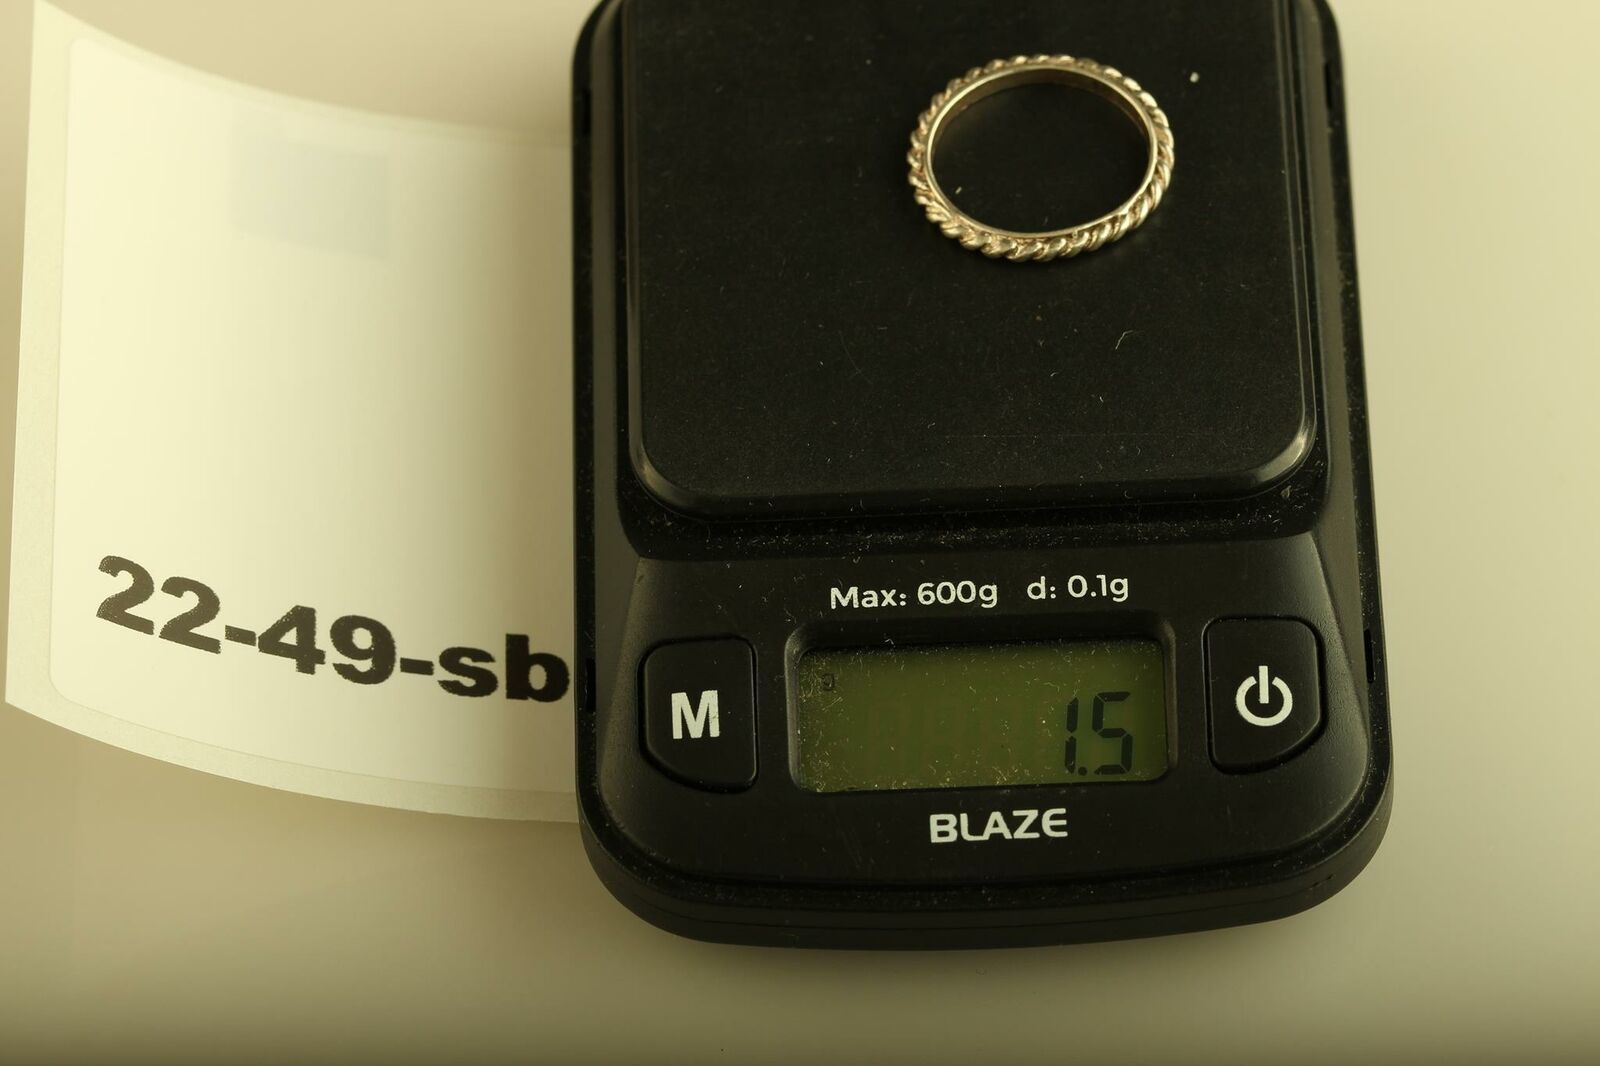 22-49-sb
Max: 600g d: 0.1g
M
g
1.5
BLAZE